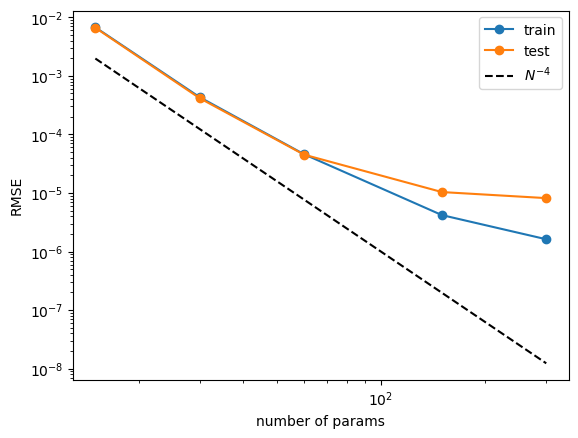 10⁻²
10⁻³
10⁻⁴
10⁻⁵
10⁻⁶
10⁻⁷
10⁻⁸
RMSE
train
test
N⁻⁴
10²
number of params